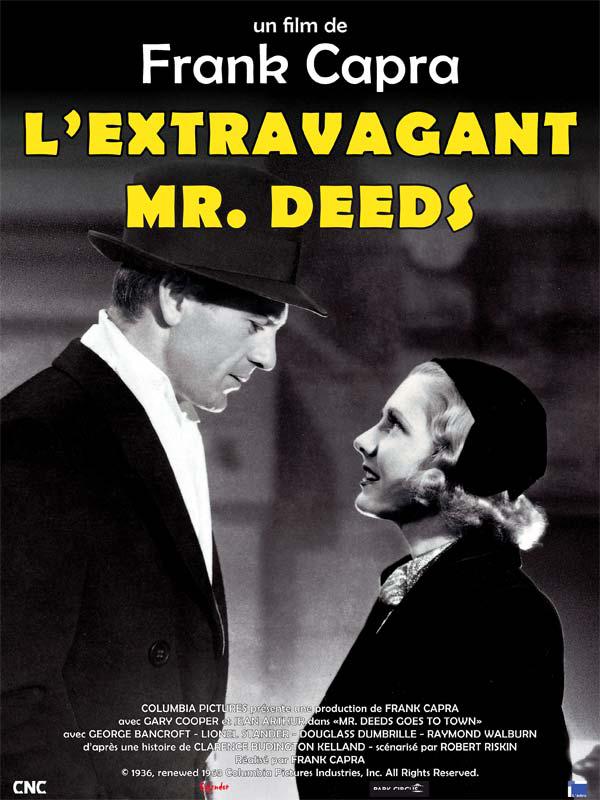 un film de
Frank Capra
L'EXTRAVAGANT
MR. DEEDS
COLUMBIA PICTURES présente une production de FRANK CAPRA
avec GARY COOPER et JEAN ARTHUR dans «MR. DEEDS GOES TO TOWN»
avec GEORGE BANCROFT - LIONEL STANDER - DOUGLASS DUMBRILLE - RAYMOND WALBURN
d'après une histoire de CLARENCE BUDINGTON KELLAND - scénarisé par ROBERT RISKIN
Réalisé par FRANK CAPRA
© 1936, renewed 1963 Columbia Pictures Industries, Inc. All Rights Reserved.
CNC
PARK CIRCUS